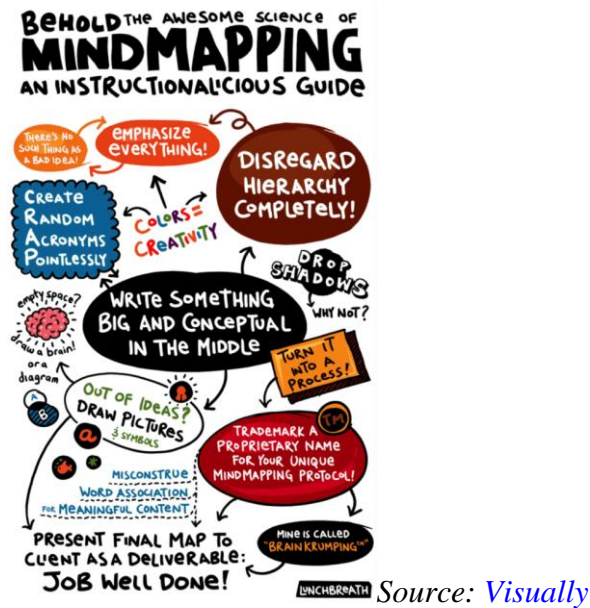 BEHOLD THE AWESOME SCIENCE OF
MINDMAPPING
AN INSTRUCTIONAL'CIOUS GUIDE
THERE'S NO
SUCH THING AS
A BAD IDEA!
EMPHASIZE
EVERYTHING!
DISREGARD
HIERARCHY
COMPLETELY!
CREATE
RANDOM
ACRONYMS
POINTLESSLY
COLORS=
CREATIVITY
DROP
SHADOWS
WHY NOT?
empty space?
draw a brain!
or a
diagram
A
B
WRITE SOMETHING
BIG AND CONCEPTUAL
IN THE MIDDLE
TURN IT
INTO A
PROCESS!
OUT OF IDEAS?
DRAW PICTURES
& SYMBOLS
a
*
TM
TRADEMARK A
PROPRIETARY NAME
FOR YOUR UNIQUE
MINDMAPPING PROTOCOL!
MISCONSTRUE
WORD ASSOCIATION
FOR MEANINGFUL CONTENT
PRESENT FINAL MAP TO
CLIENT AS A DELIVERABLE:
JOB WELL DONE!
MINE IS CALLED
"BRAINKRUMPING™"
LUNCHBREATH
Source: Visually